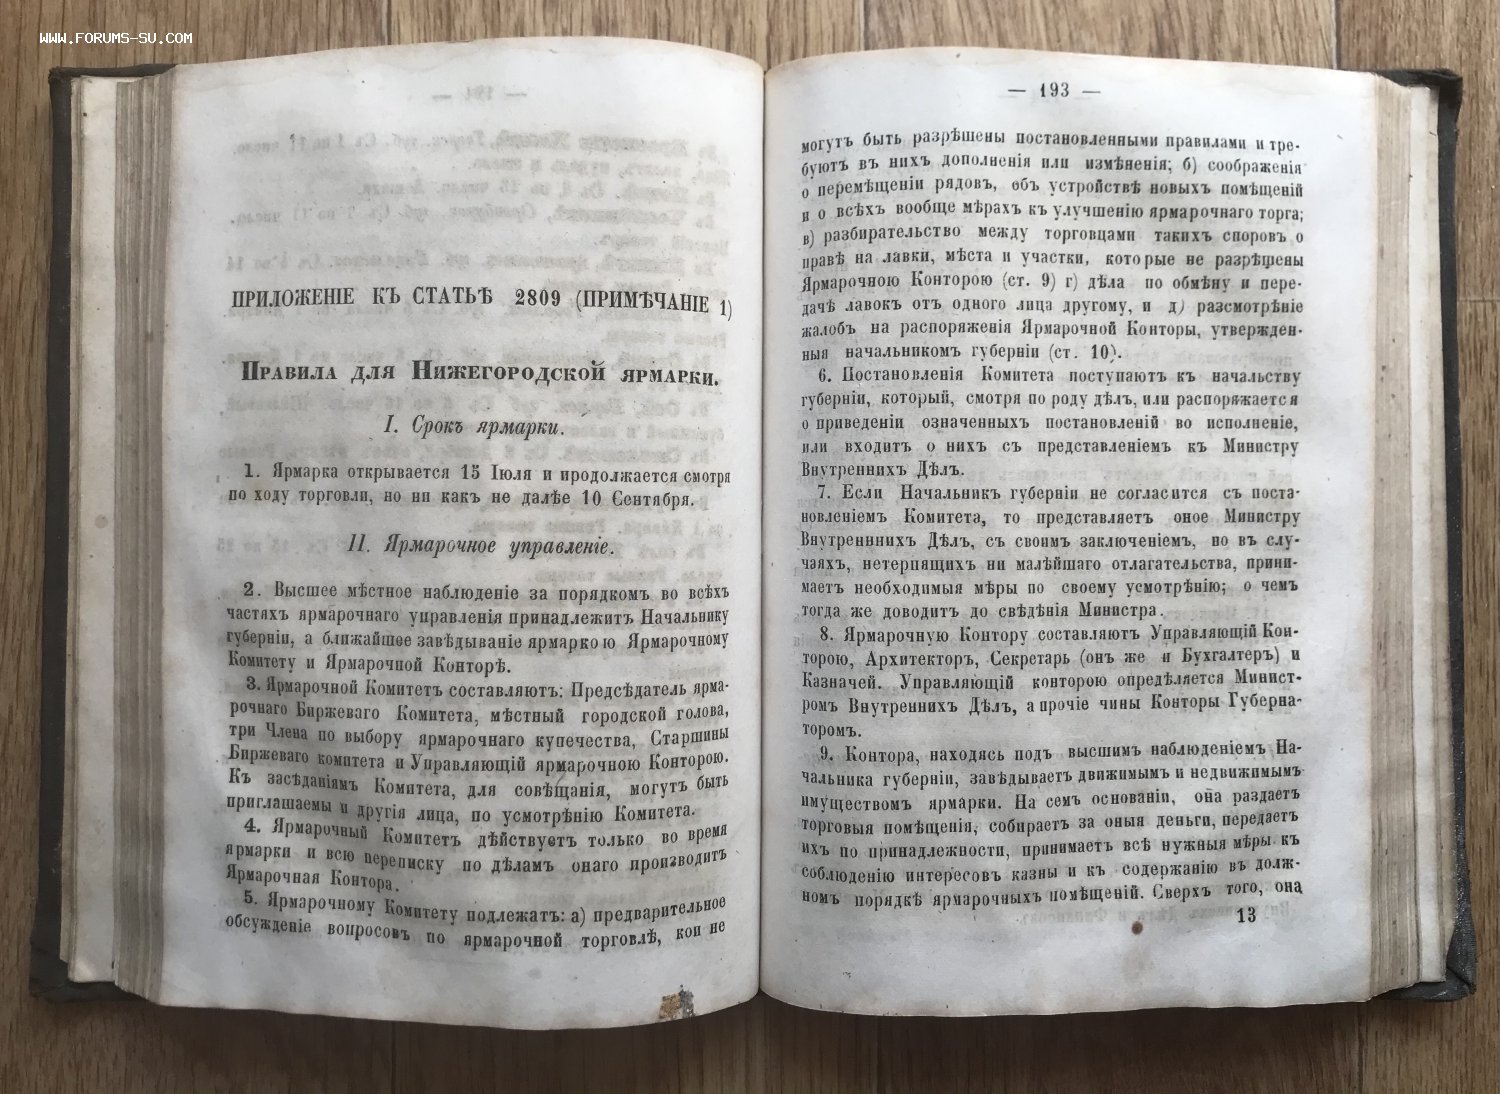 WWW.FORUMS-SU.COM
ПРИЛОЖЕНІЕ КЪ СТАТЬѢ 2809 (ПРИМѢЧАНІЕ 1)
Правила для Нижегородской ярмарки.
I. Срокъ ярмарки.
1. Ярмарка открывается 15 Іюля и продолжается смотря
по ходу торговли, но ни какъ не далѣе 10 Сентября.
II. Ярмарочное управленіе.
2. Высшее мѣстное наблюденіе за порядкомъ во всѣхъ
частяхъ ярмарочнаго управленія принадлежитъ Начальнику
губерніи, а ближайшее завѣдываніе ярмаркою Ярмарочному
Комитету и Ярмарочной Конторѣ.
3. Ярмарочной Комитетъ составляютъ: Предсѣдатель ярма-
рочнаго Биржеваго Комитета, мѣстный городской голова,
три Члена по выбору ярмарочнаго купечества, Старшины
Биржеваго комитета и Управляющій ярмарочною Конторою.
Къ засѣданіямъ Комитета, для совѣщанія, могутъ быть
приглашаемы и другія лица, по усмотрѣнію Комитета.
4. Ярмарочный Комитетъ дѣйствуетъ только во время
ярмарки и всю переписку по дѣламъ онаго производитъ
Ярмарочная Контора.
5. Ярмарочному Комитету подлежатъ: а) предварительное
обсужденіе вопросовъ по ярмарочной торговлѣ, кои не
— 193 —
могутъ быть разрѣшены постановленными правилами и тре-
буютъ въ нихъ дополненія или измѣненія; б) соображенія
о перемѣщеніи рядовъ, объ устройствѣ новыхъ помѣщеній
и о всѣхъ вообще мѣрахъ къ улучшенію ярмарочнаго торга;
в) разбирательство между торговцами такихъ споровъ о
правѣ на лавки, мѣста и участки, которые не разрѣшены
Ярмарочною Конторою (ст. 9) г) дѣла по обмѣну и пере-
дачѣ лавокъ отъ одного лица другому, и д) разсмотрѣніе
жалобъ на распоряженія Ярмарочной Конторы, утвержден-
ныя начальникомъ губерніи (ст. 10).
6. Постановленія Комитета поступаютъ къ начальству
губерніи, который, смотря по роду дѣлъ, или распоряжается
о приведеніи означенныхъ постановленій во исполненіе,
или входитъ о нихъ съ представленіемъ къ Министру
Внутреннихъ Дѣлъ.
7. Если Начальникъ губерніи не согласится съ поста-
новленіемъ Комитета, то представляетъ оное Министру
Внутренннихъ Дѣлъ, съ своимъ заключеніемъ, но въ слу-
чаяхъ, нетерпящихъ ни малѣйшаго отлагательства, прини-
маетъ необходимыя мѣры по своему усмотрѣнію; о чемъ
тогда же доводитъ до свѣдѣнія Министра.
8. Ярмарочную Контору составляютъ Управляющій Кон-
торою, Архитекторъ, Секретарь (онъ же и Бухгалтеръ) и
Казначей. Управляющій конторою опредѣляется Минист-
ромъ Внутреннихъ Дѣлъ, а прочіе чины Конторы Губерна-
торомъ.
9. Контора, находясь подъ высшимъ наблюденіемъ На-
чальника губерніи, завѣдываетъ движимымъ и недвижимымъ
имуществомъ ярмарки. На семъ основаніи, она раздаетъ
торговыя помѣщенія, собираетъ за оныя деньги, передаетъ
ихъ по принадлежности, принимаетъ всѣ нужныя мѣры къ
соблюденію интересовъ казны и къ содержанію въ долж-
номъ порядкѣ ярмарочныхъ помѣщеній. Сверхъ того, она
13